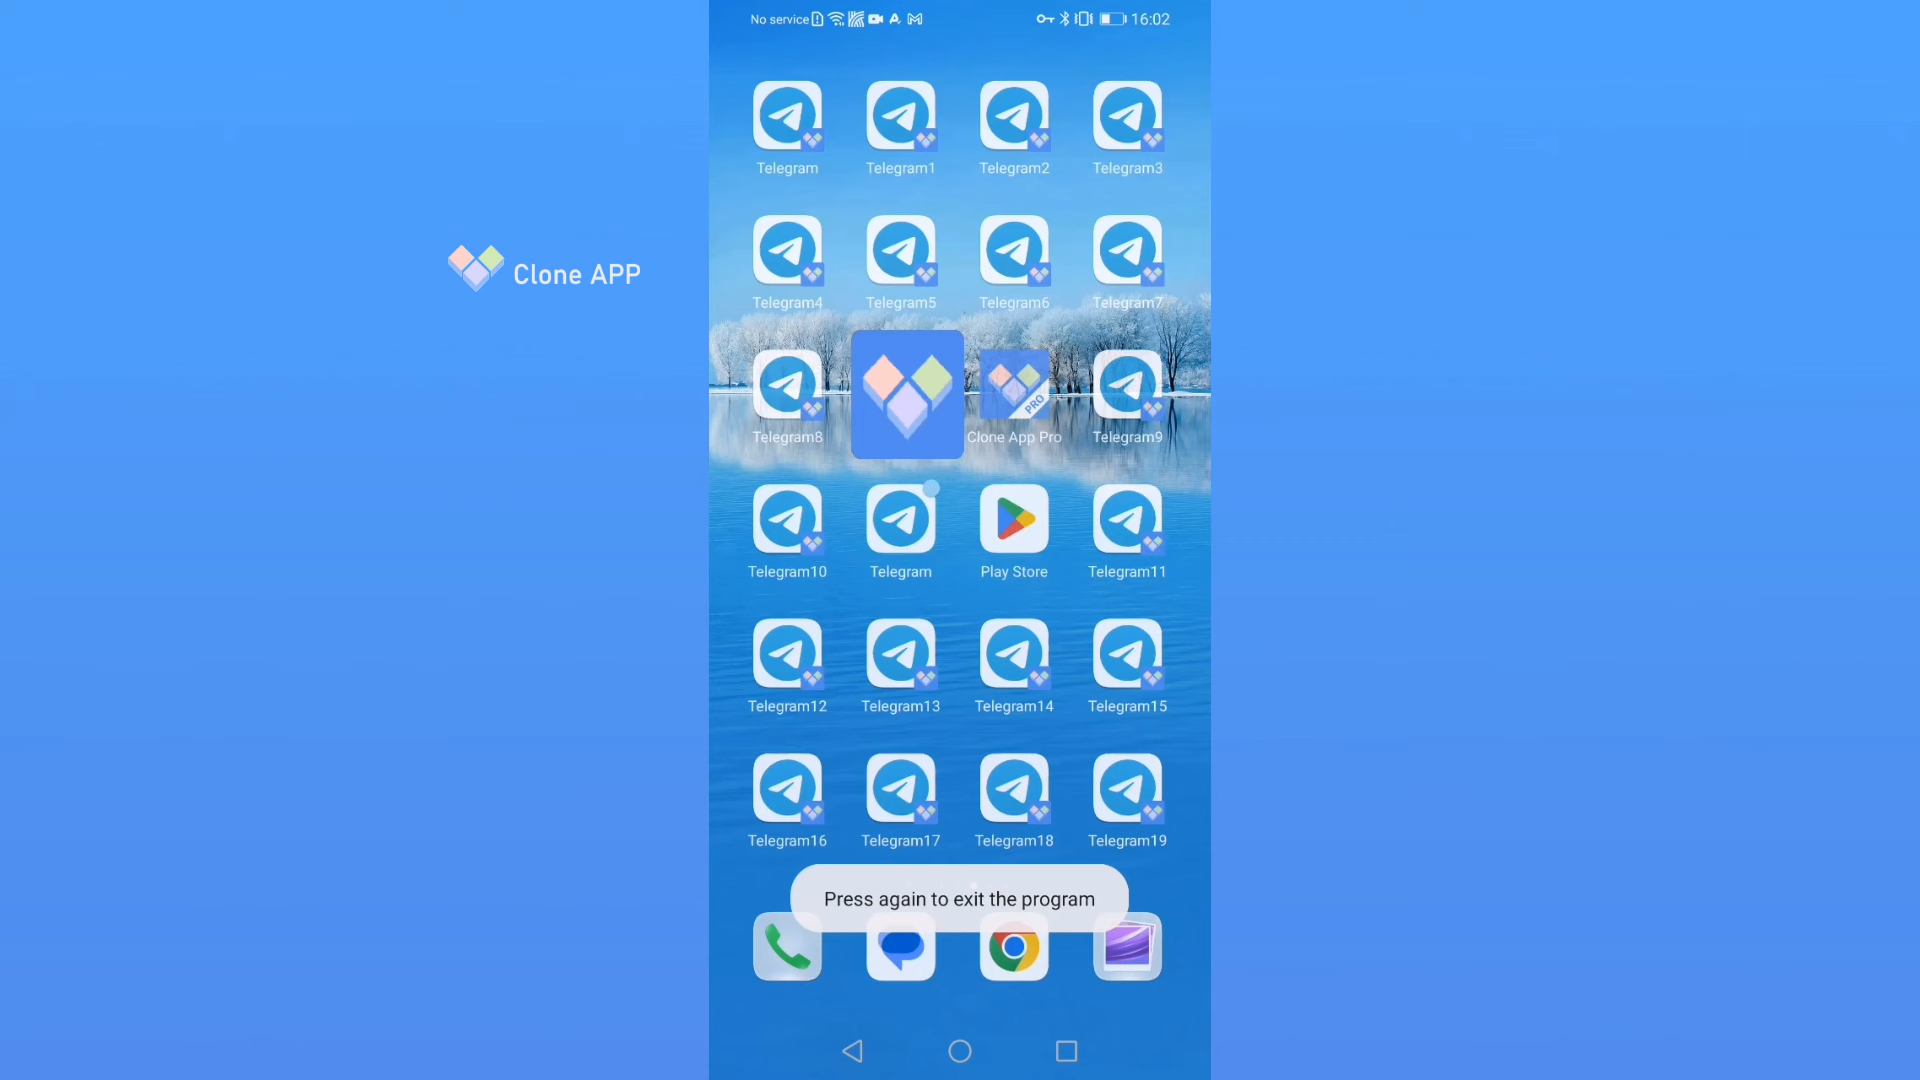 No service
16:02
Telegram
Telegram1
Telegram2
Telegram3
Clone APP
Telegram4
Telegram5
Telegram6
Telegram7
Telegram8
PRO
Clone App Pro
Telegram9
Telegram10
Telegram
Play Store
Telegram11
Telegram12
Telegram13
Telegram14
Telegram15
Telegram16
Telegram17
Telegram18
Telegram19
Press again to exit the program